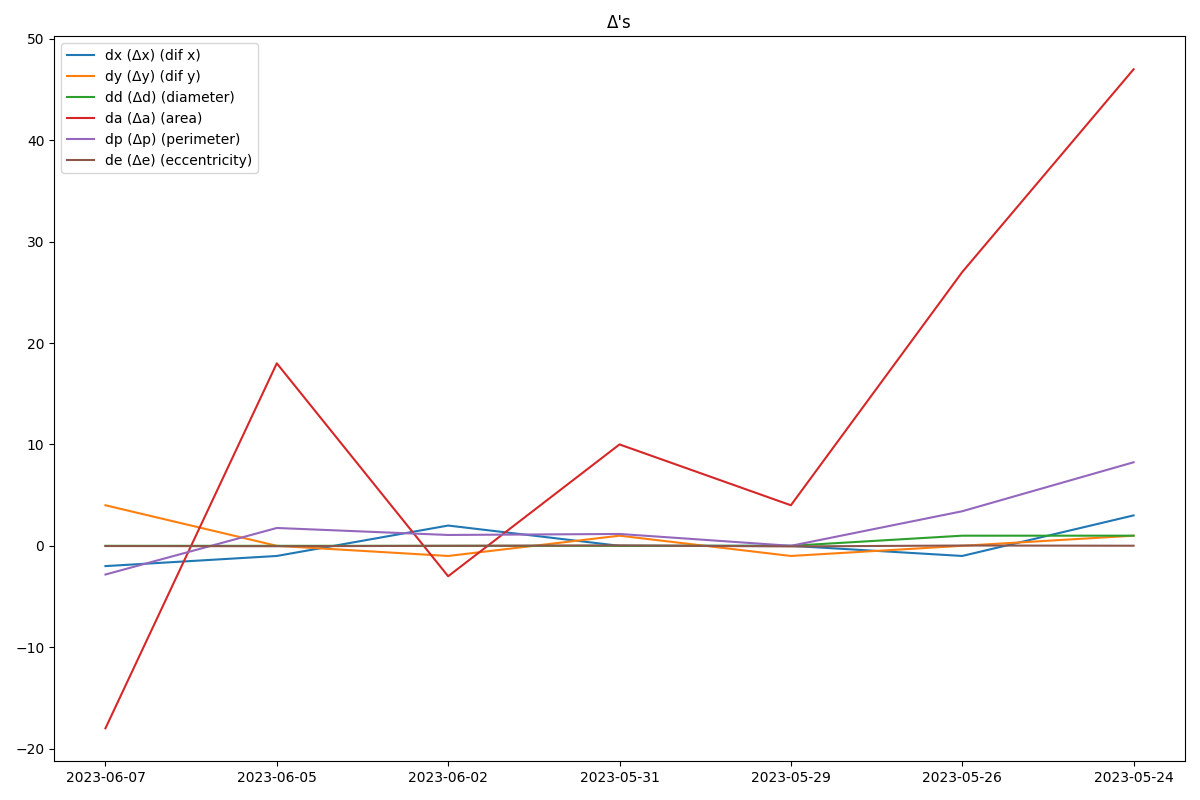 Δ's
dx (Δx) (dif x)
dy (Δy) (dif y)
dd (Δd) (diameter)
da (Δa) (area)
dp (Δp) (perimeter)
de (Δe) (eccentricity)
50
40
30
20
10
0
−10
−20
2023-06-07 2023-06-05 2023-06-02 2023-05-31 2023-05-29 2023-05-26 2023-05-24